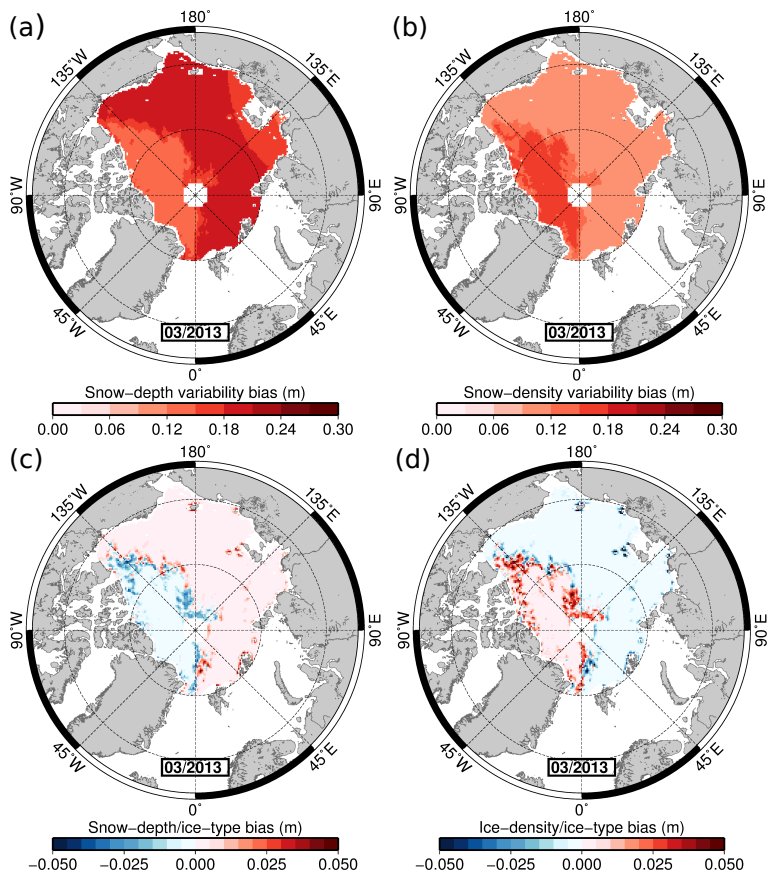 (a)
(b)
180˚
180˚
135˚W
135˚E
135˚W
135˚E
90˚W
90˚E
90˚W
90˚E
45˚W
45˚E
45˚W
45˚E
03/2013
03/2013
0˚
0˚
Snow−depth variability bias (m)
Snow−density variability bias (m)
0.00 0.06 0.12 0.18 0.24 0.30
0.00 0.06 0.12 0.18 0.24 0.30
(c)
(d)
180˚
180˚
135˚W
135˚E
135˚W
135˚E
90˚W
90˚E
90˚W
90˚E
45˚W
45˚E
45˚W
45˚E
03/2013
03/2013
0˚
0˚
Snow−depth/ice−type bias (m)
Ice−density/ice−type bias (m)
−0.050 −0.025 0.000 0.025 0.050
−0.050 −0.025 0.000 0.025 0.050